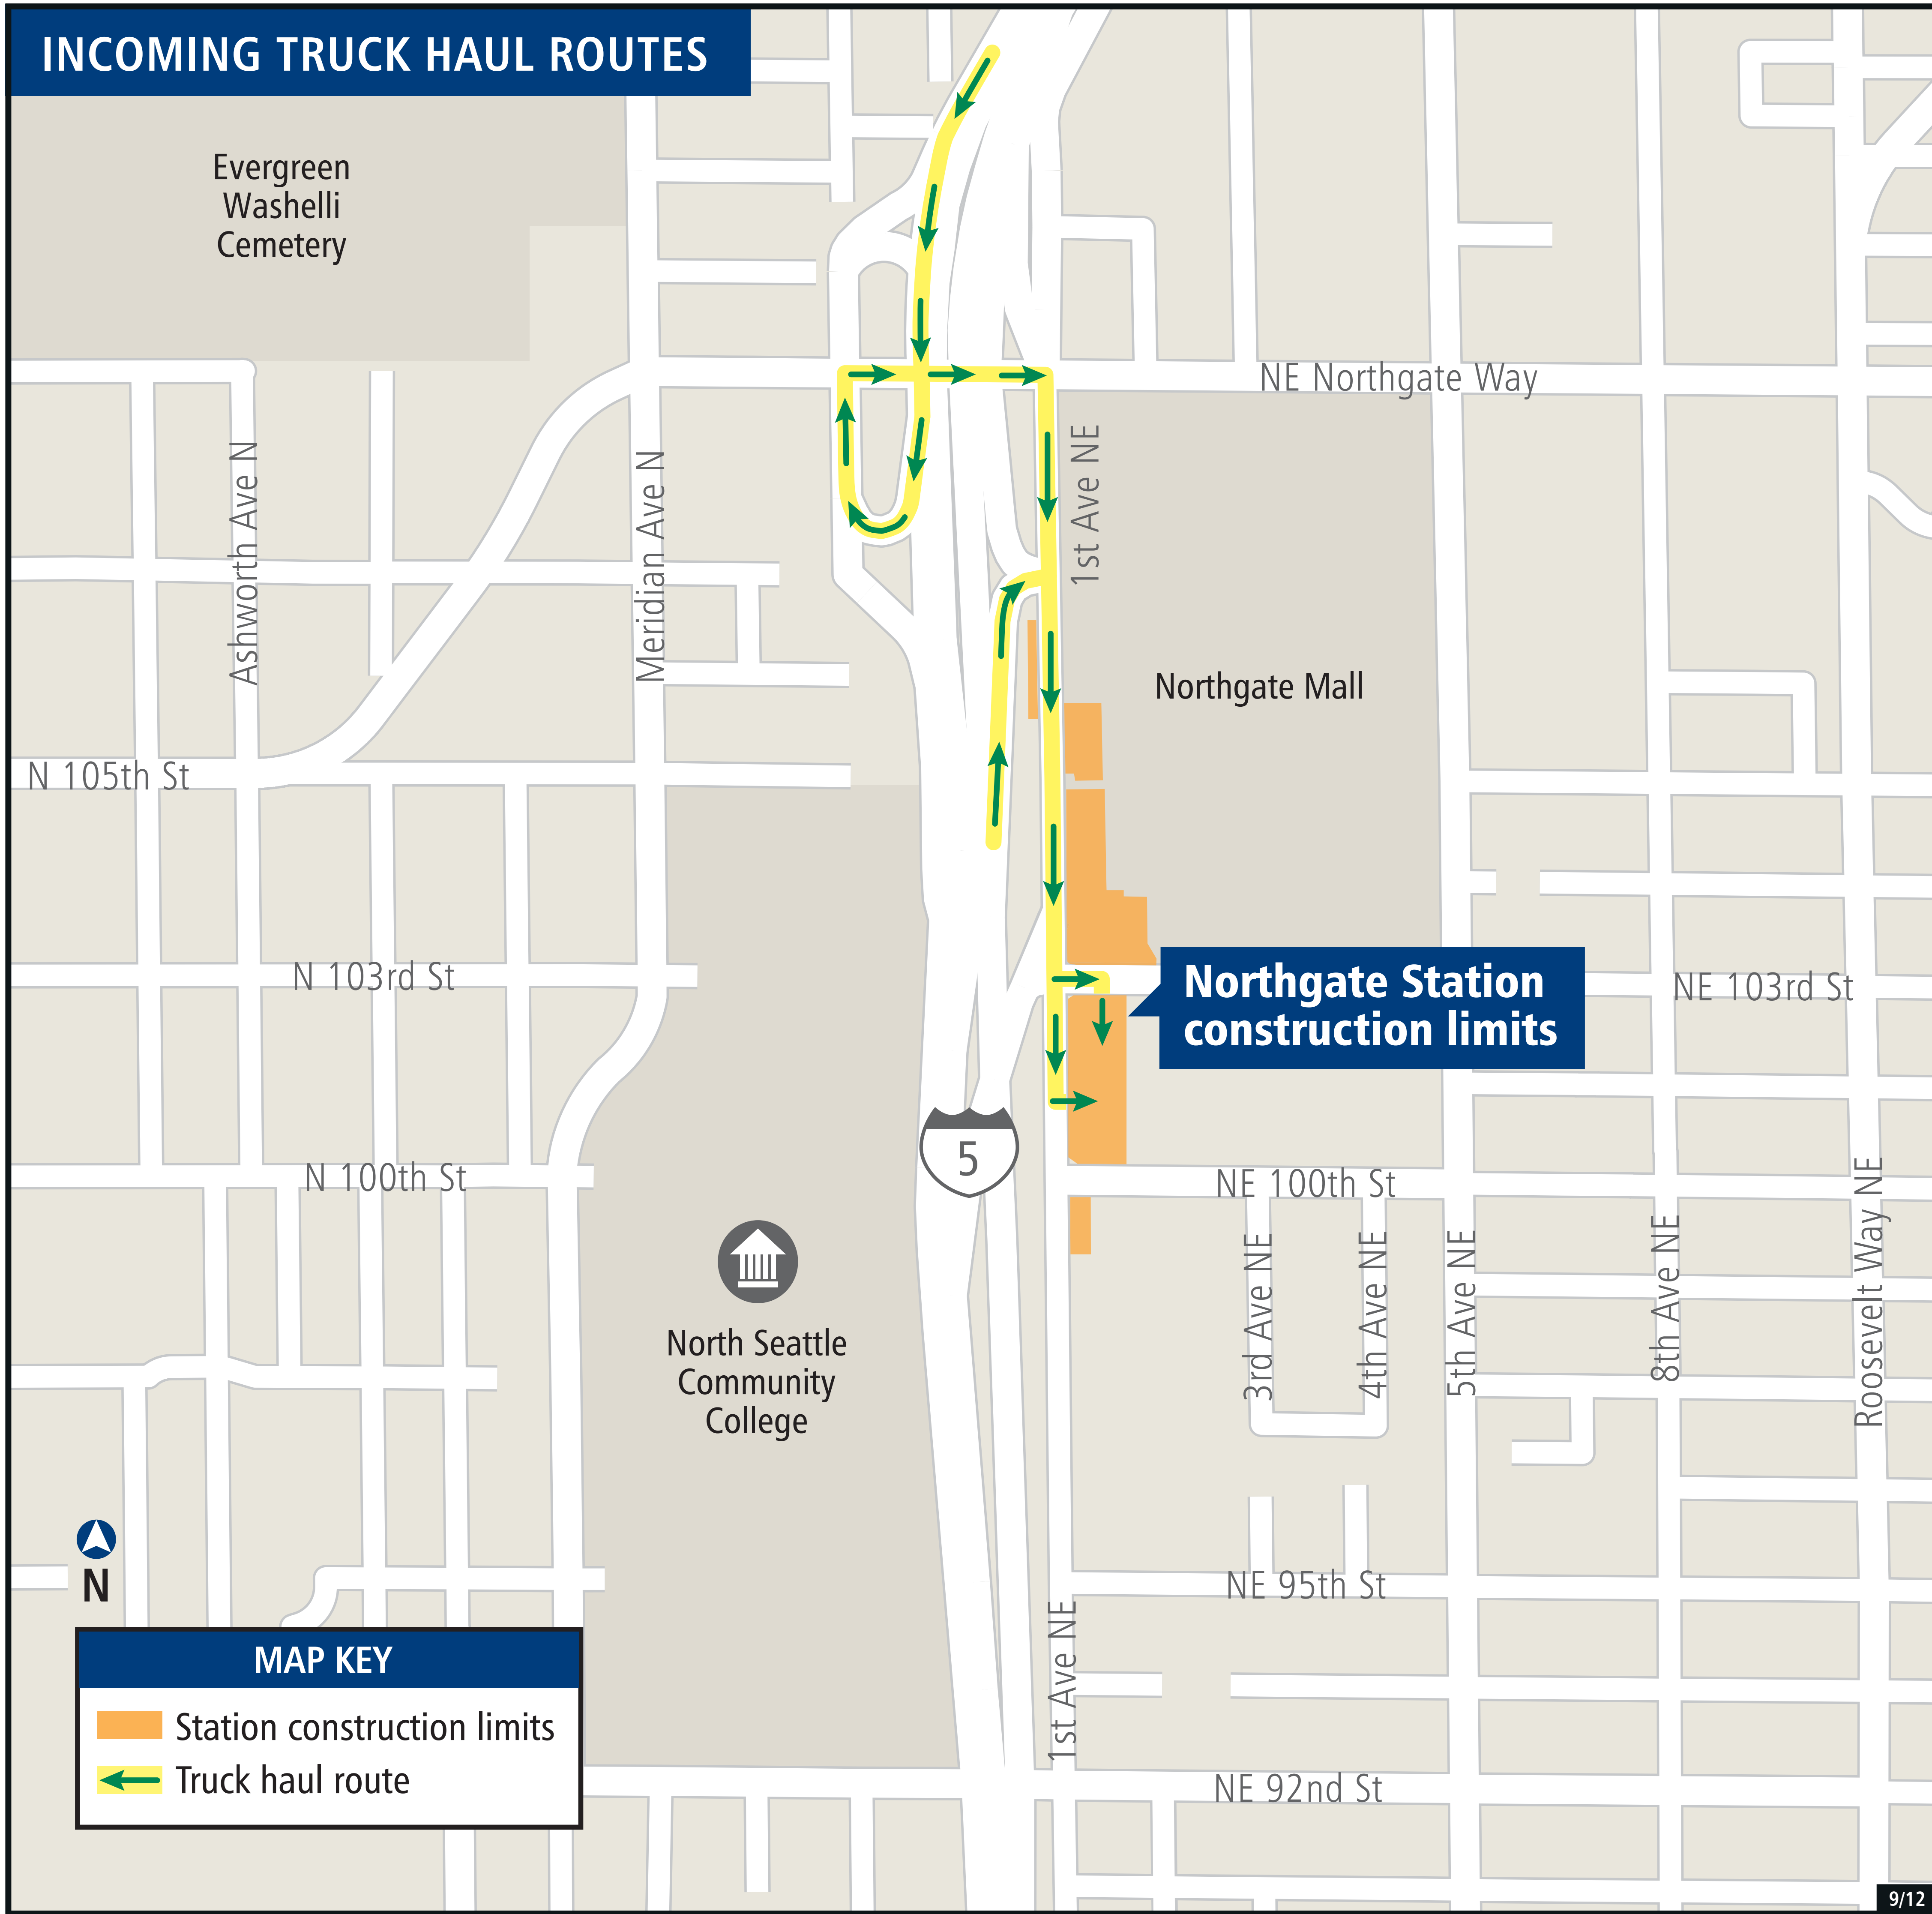 INCOMING TRUCK HAUL ROUTES
Evergreen
Washelli
Cemetery
NE Northgate Way
1st Ave NE
Ashworth Ave N
Meridian Ave N
Northgate Mall
N 105th St
N 103rd St
Northgate Station
construction limits
NE 103rd St
5
N 100th St
NE 100th St
3rd Ave NE
4th Ave NE
5th Ave NE
8th Ave NE
Roosevelt Way NE
North Seattle
Community
College
N
NE 95th St
1st Ave NE
MAP KEY
Station construction limits
Truck haul route
NE 92nd St
9/12